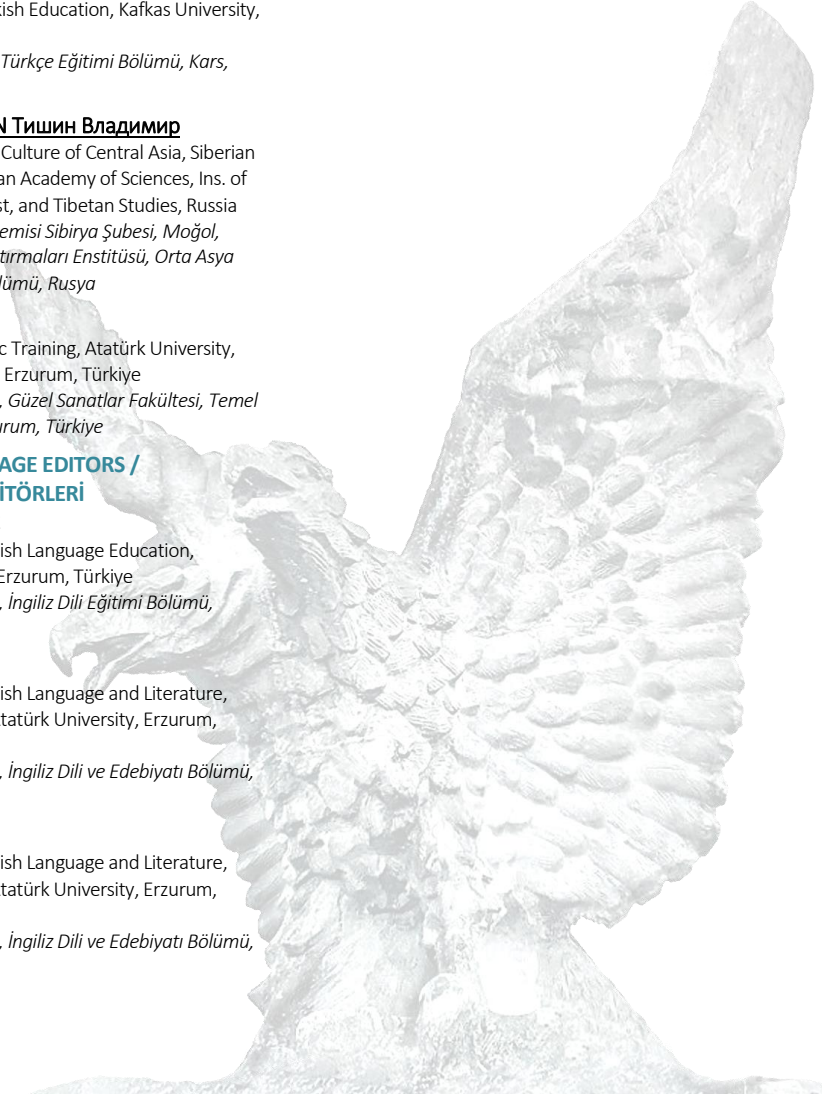 kish Education, Kafkas University,
Türkçe Eğitimi Bölümü, Kars,
N Тишин Владимир
Culture of Central Asia, Siberian
an Academy of Sciences, Ins. of
st, and Tibetan Studies, Russia
emisi Sibirya Şubesi, Moğol,
tırmaları Enstitüsü, Orta Asya
lümü, Rusya
c Training, Atatürk University,
Erzurum, Türkiye
, Güzel Sanatlar Fakültesi, Temel
urum, Türkiye
AGE EDITORS /
İTÖRLERİ
ish Language Education,
Erzurum, Türkiye
, İngiliz Dili Eğitimi Bölümü,
ish Language and Literature,
tatürk University, Erzurum,
, İngiliz Dili ve Edebiyatı Bölümü,
ish Language and Literature,
tatürk University, Erzurum,
, İngiliz Dili ve Edebiyatı Bölümü,